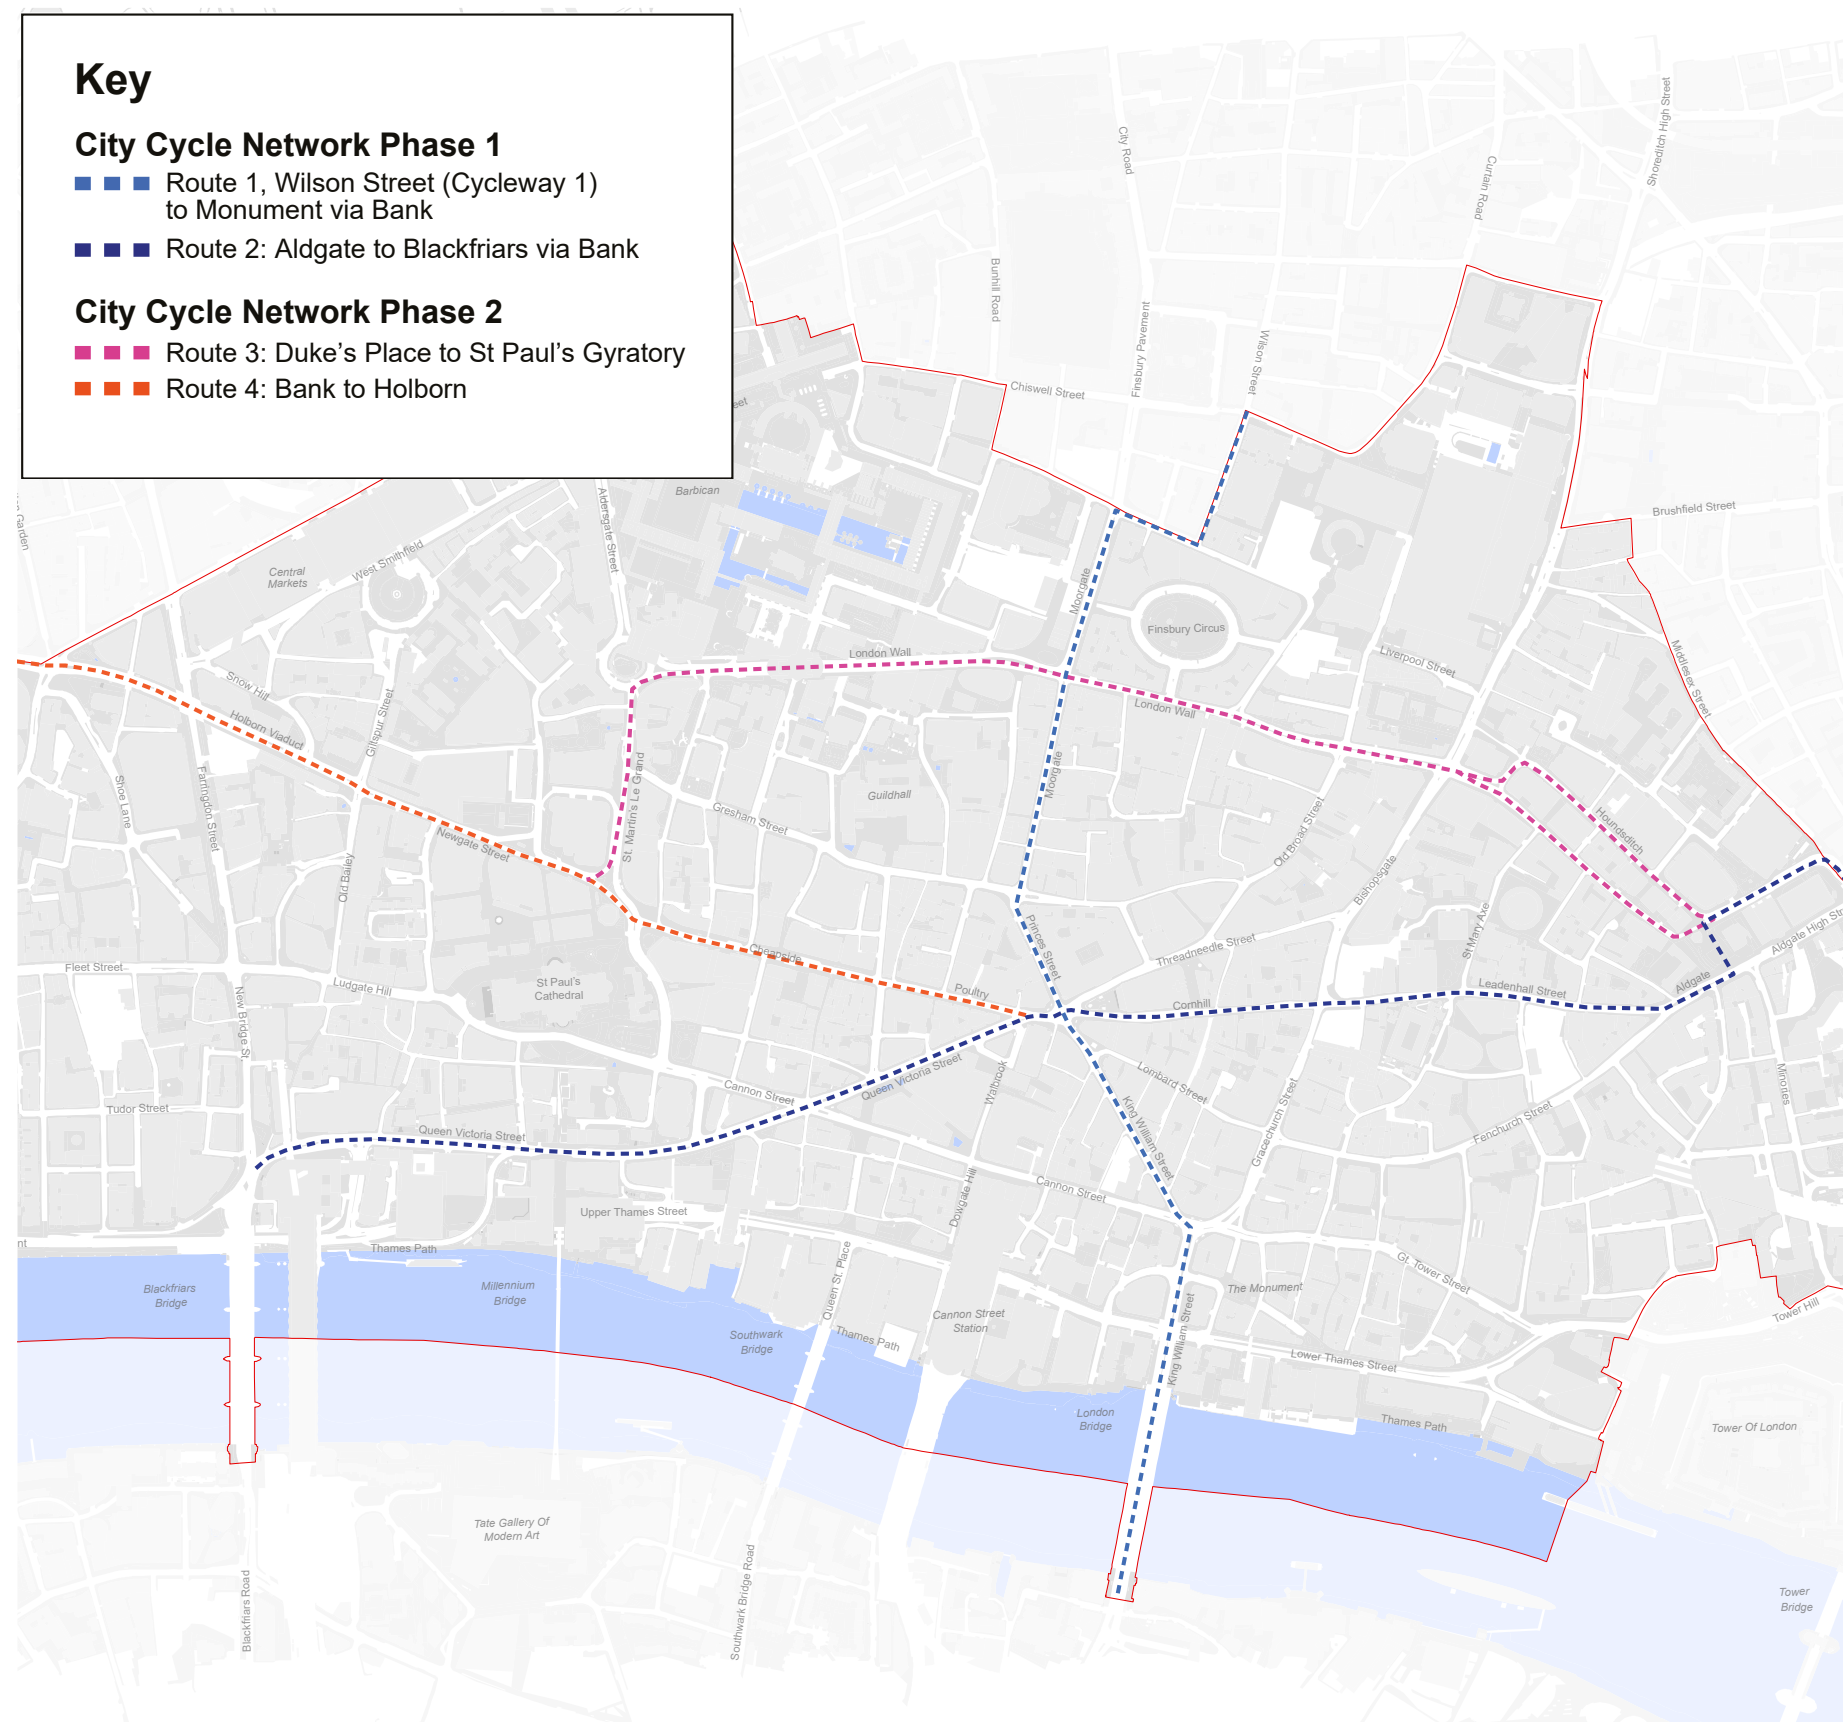 Key
City Cycle Network Phase 1
Route 1, Wilson Street (Cycleway 1)
to Monument via Bank
Route 2: Aldgate to Blackfriars via Bank
City Cycle Network Phase 2
Route 3: Duke’s Place to St Paul’s Gyratory
Route 4: Bank to Holborn
City Road
Curtain Road
Shoreditch High Street
Bunhill Road
Finsbury Pavement
Wilson Street
Chiswell Street
Brushfield Street
Barbican
Aldersgate Street
Garden
Central
Markets
West Smithfield
Moorgate
Finsbury Circus
London Wall
Liverpool Street
Middlesex Street
Snow Hill
Holborn Viaduct
Giltspur Street
London Wall
Shoe Lane
Farringdon Street
St. Martin's Le Grand
Moorgate
Guildhall
Gresham Street
Newgate Street
Old Bailey
Old Broad Street
Bishopsgate
Houndsditch
St Mary Axe
Princes Street
Threadneedle Street
Cheapside
Aldgate High Str
Fleet Street
Ludgate Hill
St Paul's
Cathedral
Poultry
Cornhill
Leadenhall Street
Aldgate
New Bridge St.
Queen Victoria Street
Walbrook
Lombard Street
Cannon Street
King William Street
Gracechurch Street
Fenchurch Street
Minories
Tudor Street
Queen Victoria Street
Cannon Street
Dowgate Hill
Upper Thames Street
nt
Thames Path
Queen St. Place
Gt. Tower Street
The Monument
Blackfriars
Bridge
Millennium
Bridge
Cannon Street
Station
Southwark
Bridge
Thames Path
King William Street
Lower Thames Street
Tower Hill
London
Bridge
Thames Path
Tower Of London
Tate Gallery Of
Modern Art
Blackfriars Road
Southwark Bridge Road
Tower
Bridge